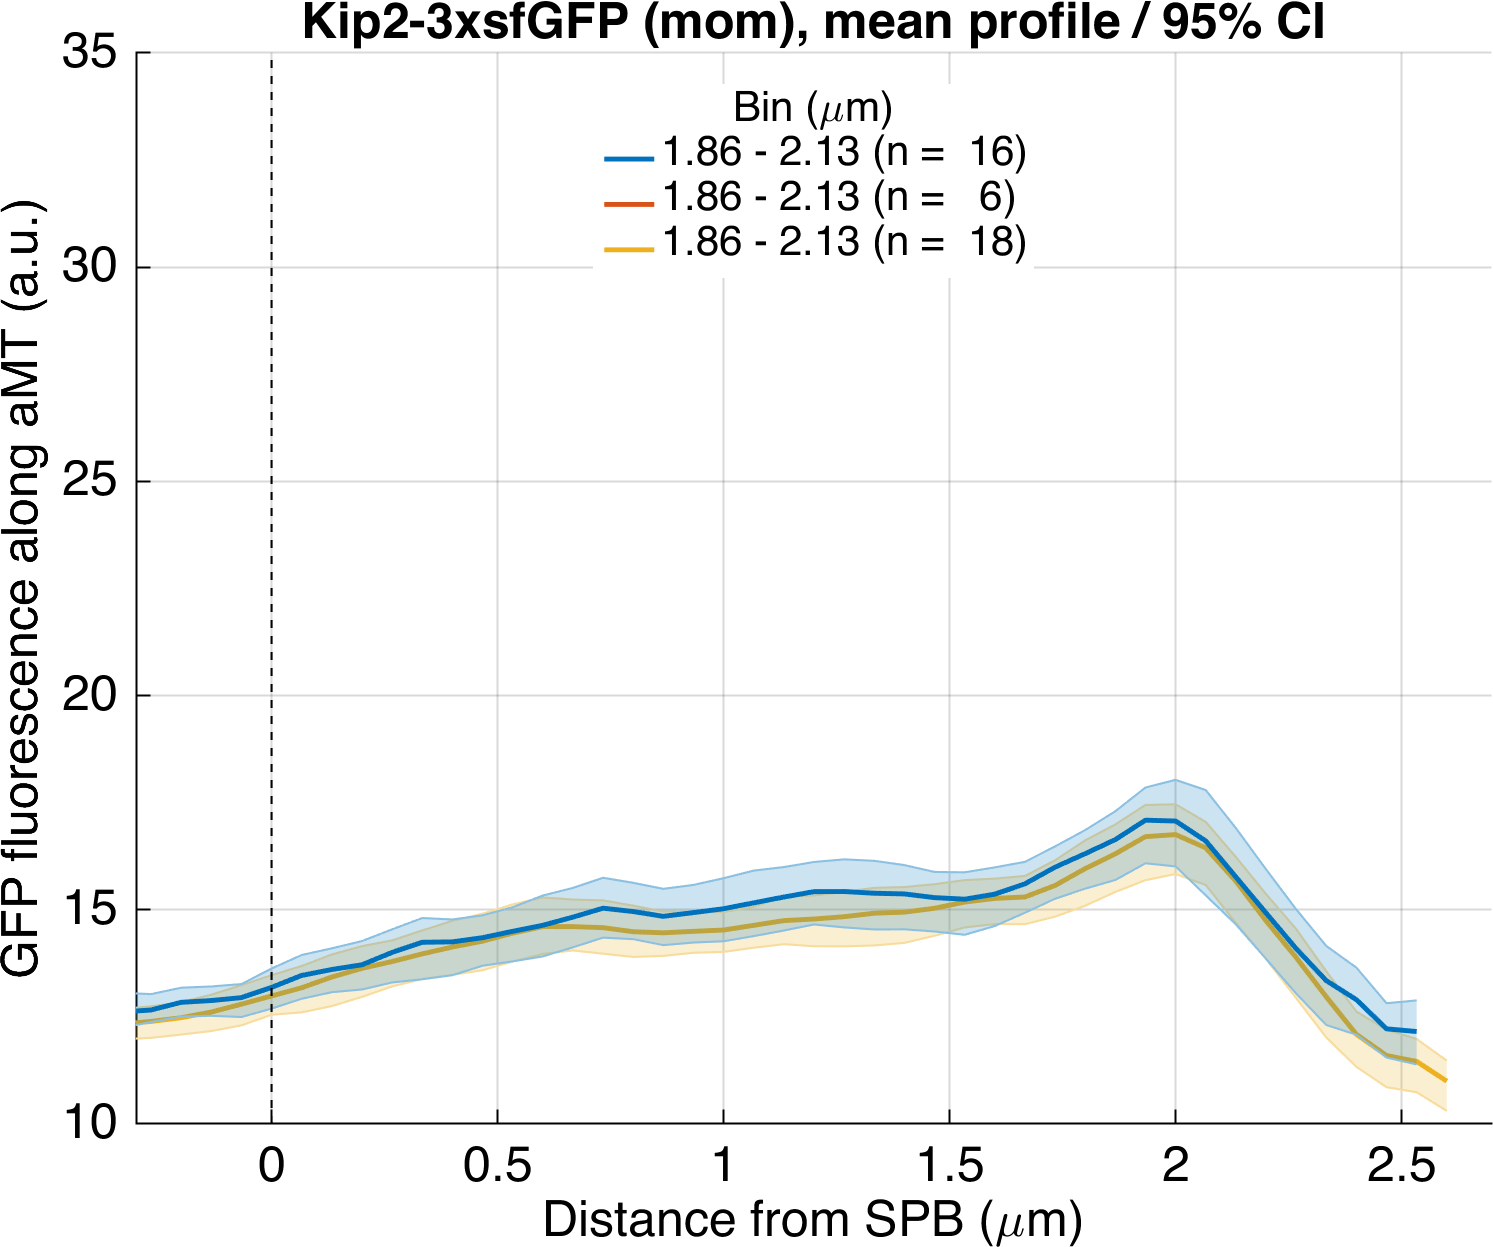 Kip2-3xsfGFP (mom), mean profile / 95% CI
Bin (μm)
1.86 - 2.13 (n = 16)
1.86 - 2.13 (n = 6)
1.86 - 2.13 (n = 18)
GFP fluorescence along aMT (a.u.)
35
30
25
20
15
10
0 0.5 1 1.5 2 2.5
Distance from SPB (μm)